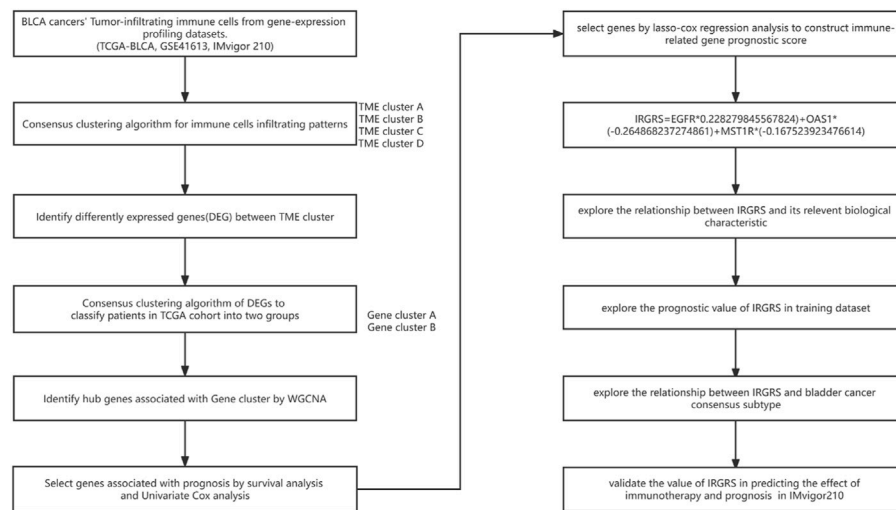 BLCA cancers' Tumor-infiltrating immune cells from gene-expression
profiling datasets.
(TCGA-BLCA, GSE41613, IMvigor 210)
Consensus clustering algorithm for immune cells infiltrating patterns
TME cluster A
TME cluster B
TME cluster C
TME cluster D
Identify differently expressed genes(DEG) between TME cluster
Consensus clustering algorithm of DEGs to
classify patients in TCGA cohort into two groups
Gene cluster A
Gene cluster B
Identify hub genes associated with Gene cluster by WGCNA
Select genes associated with prognosis by survival analysis
and Univariate Cox analysis
select genes by lasso-cox regression analysis to construct immune-
related gene prognostic score
IRGRS=EGFR*0.228279845567824)+OAS1*
(-0.264868237274861)+MST1R*(-0.167523923476614)
explore the relationship between IRGRS and its relevent biological
characteristic
explore the prognostic value of IRGRS in training dataset
explore the relationship between IRGRS and bladder cancer
consensus subtype
validate the value of IRGRS in predicting the effect of
immunotherapy and prognosis in IMvigor210